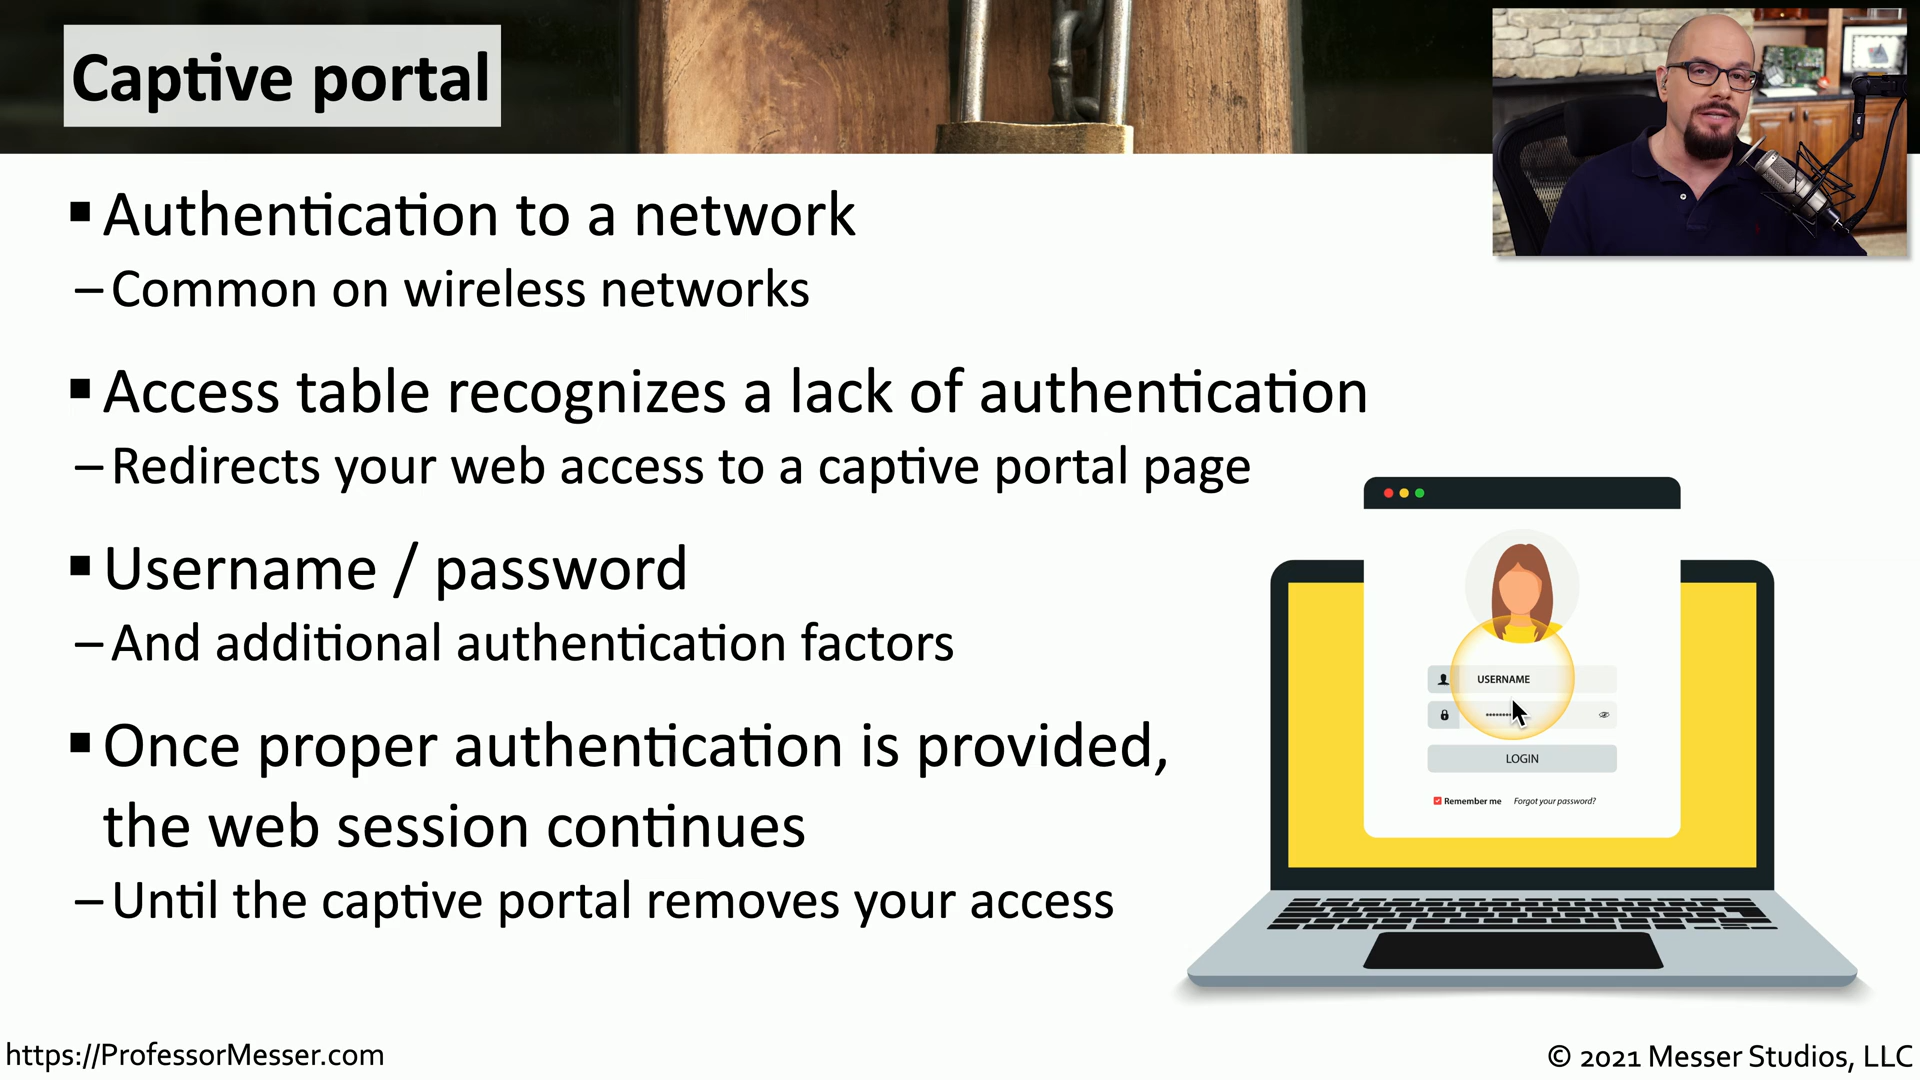 Captive portal
▪ Authentication to a network
– Common on wireless networks
▪ Access table recognizes a lack of authentication
– Redirects your web access to a captive portal page
▪ Username / password
– And additional authentication factors
▪ Once proper authentication is provided,
the web session continues
– Until the captive portal removes your access
USERNAME
LOGIN
Remember me Forgot your password?
https://ProfessorMesser.com
© 2021 Messer Studios, LLC